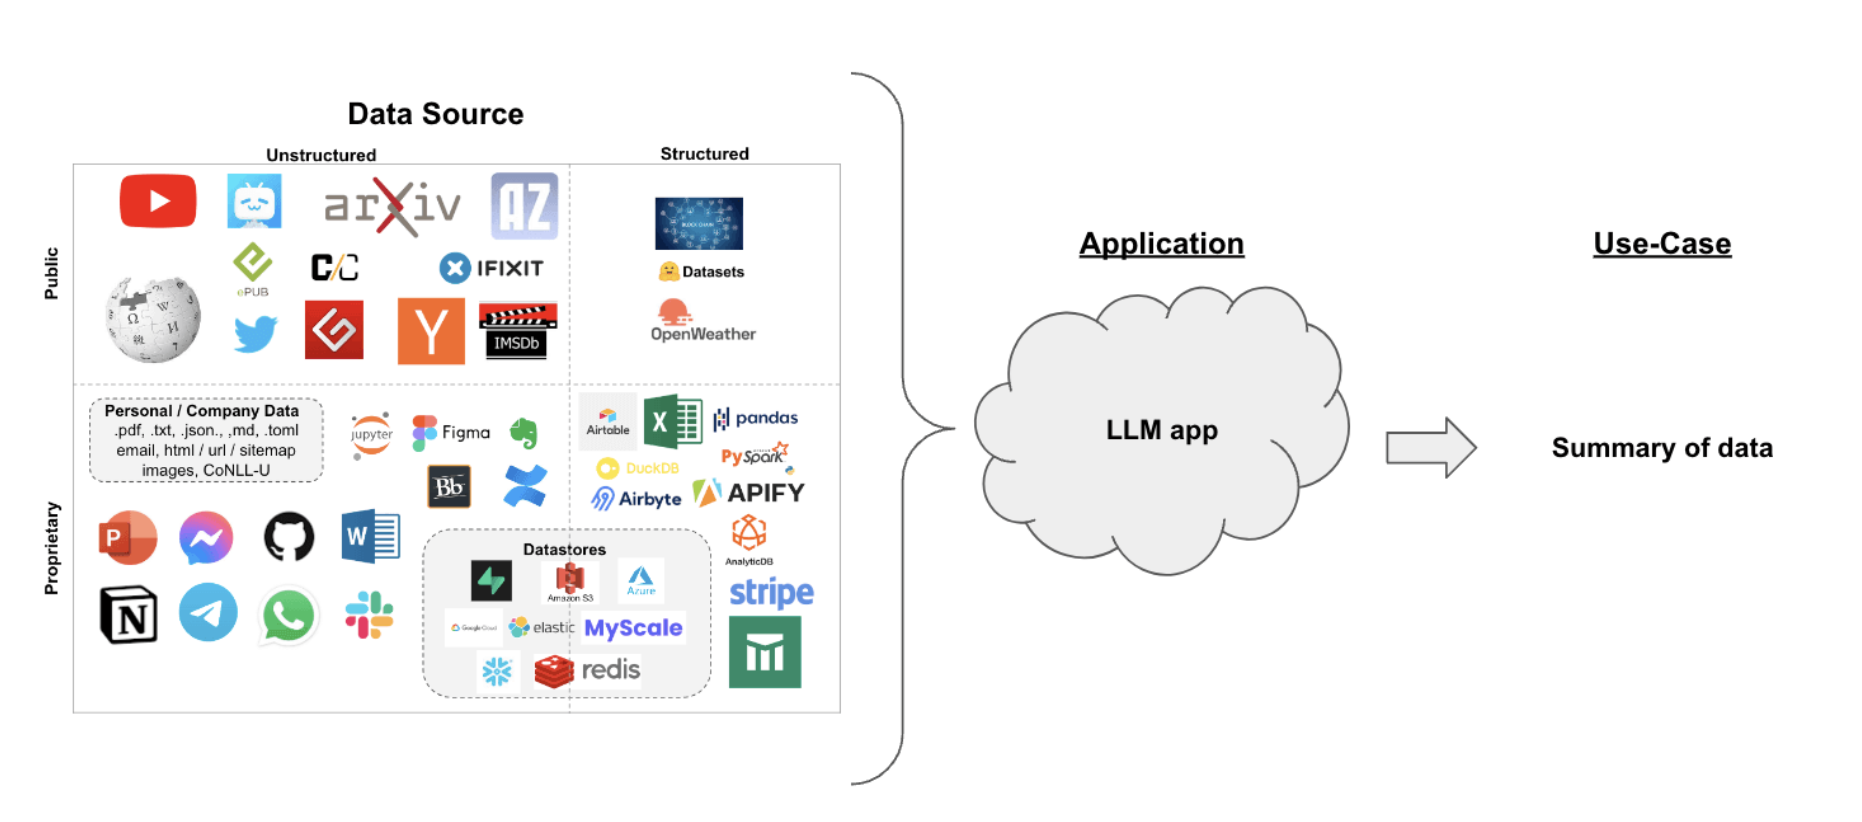 Data Source
Unstructured
Structured
Public
arXiv
AZ
BLOCK CHAIN
ePUB
C/C
IFIXIT
Datasets
W
Ω
И
Y
IMSDb
OpenWeather
Proprietary
Personal / Company Data
.pdf, .txt, .json., ,md, .toml
email, html / url / sitemap
images, CoNLL-U
jupyter
Figma
Airtable
X
pandas
PySpark
DuckDB
Bb
Airbyte
APIFY
P
W
AnalyticDB
Datastores
Amazon S3
Azure
stripe
N
Google Cloud
elastic
MyScale
redis
Application
LLM app
Use-Case
Summary of data